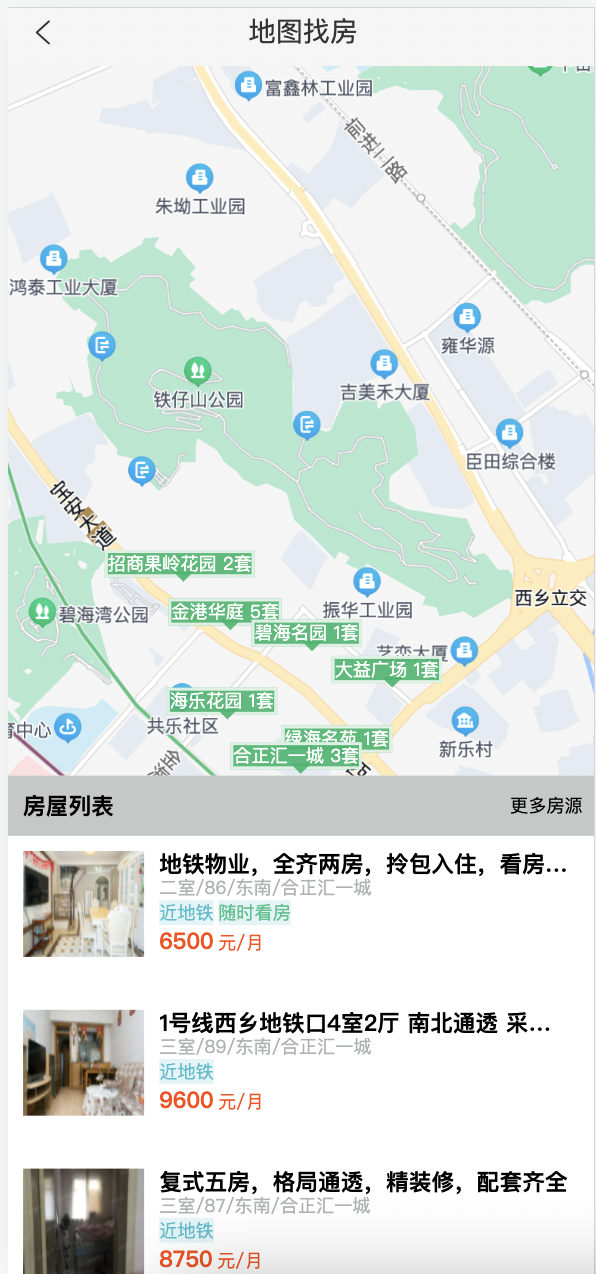 地图找房
富鑫林工业园
前进二路
朱坳工业园
鸿泰工业大厦
雍华源
吉美禾大厦
铁仔山公园
臣田综合楼
宝安大道
招商果岭花园 2套
西乡立交
金港华庭 5套
振华工业园
碧海湾公园
碧海名园 1套
艺峦大厦
大益广场 1套
海乐花园 1套
共乐社区
育中心
绿海名苑 1套
新乐村
合正汇一城 3套
房屋列表
更多房源
地铁物业，全齐两房，拎包入住，看房...
二室/86/东南/合正汇一城
近地铁 随时看房
6500 元/月
1号线西乡地铁口4室2厅 南北通透 采...
三室/89/东南/合正汇一城
近地铁
9600 元/月
复式五房，格局通透，精装修，配套齐全
三室/87/东南/合正汇一城
近地铁
8750 元/月